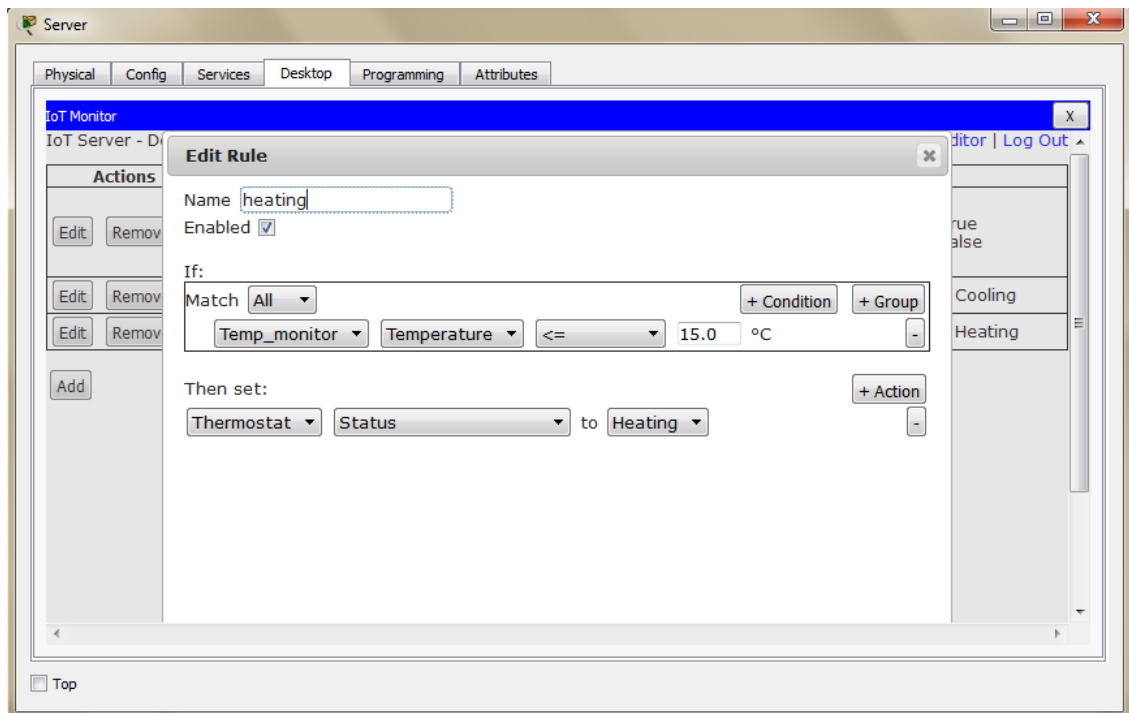 Server
Physical Config Services Desktop Programming Attributes
IoT Monitor X
IoT Server - D ditor | Log Out
Edit Rule
Actions
Name heating
Enabled
Edit Remov rue
alse
If:
Match All + Condition + Group
Edit Remov Cooling
Temp_monitor Temperature <= 15.0 °C -
Edit Remov Heating
Add Then set: + Action
Thermostat Status to Heating -
Top